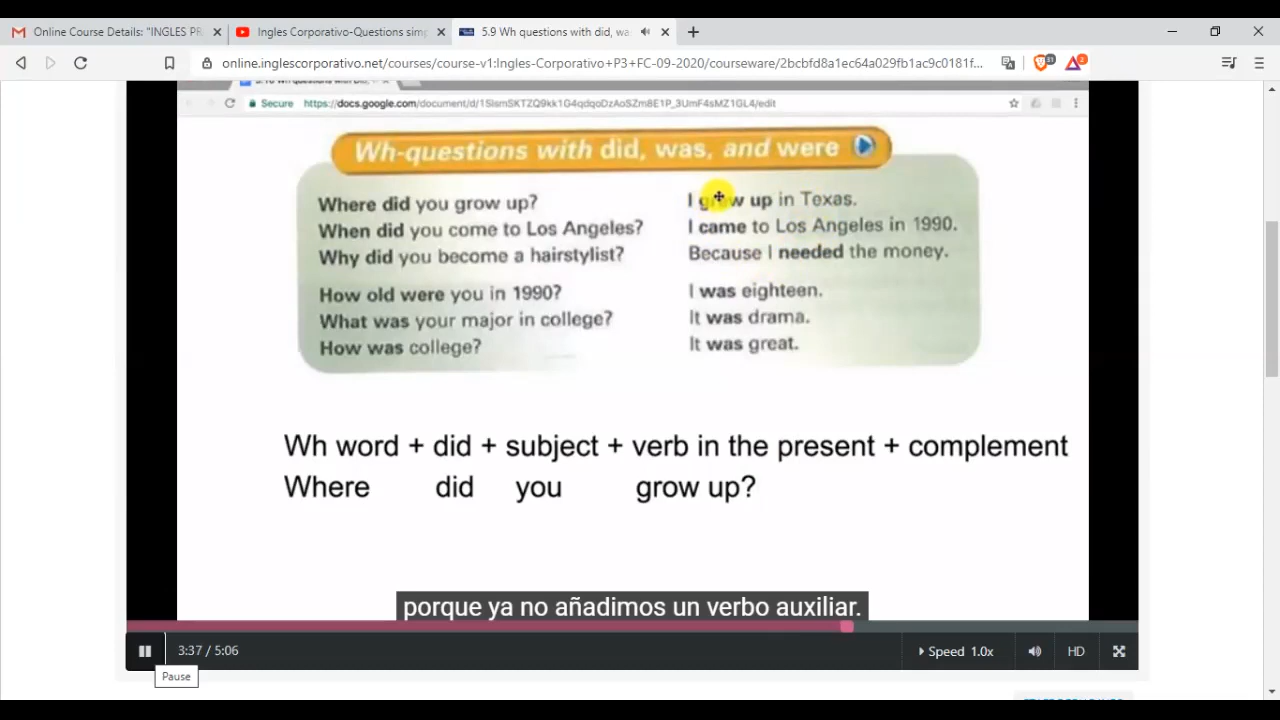 Online Course Details: "INGLES PR
Ingles Corporativo-Questions sim
5.9 Wh questions with did, wa
online.inglescorporativo.net/courses/course-v1:Ingles-Corporativo+P3+FC-09-2020/courseware/2bcbfd8a1ec64a029fb1ac9c0181f...
Secure
Wh-questions with did, was, and were
Where did you grow up? I grew up in Texas.
When did you come to Los Angeles? I came to Los Angeles in 1990.
Why did you become a hairstylist? Because I needed the money.
How old were you in 1990? I was eighteen.
What was your major in college? It was drama.
How was college? It was great.
Wh word + did + subject + verb in the present + complement
Where did you grow up?
porque ya no añadimos un verbo auxiliar.
3:37 / 5:06 Speed 1.0x HD
Pause